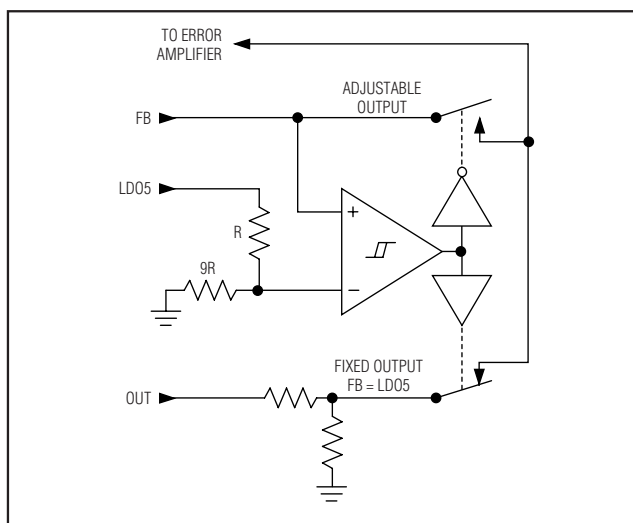 TO ERROR
AMPLIFIER
ADJUSTABLE
OUTPUT
FB
LDO5
R
+
9R
−
FIXED OUTPUT
FB = LDO5
OUT